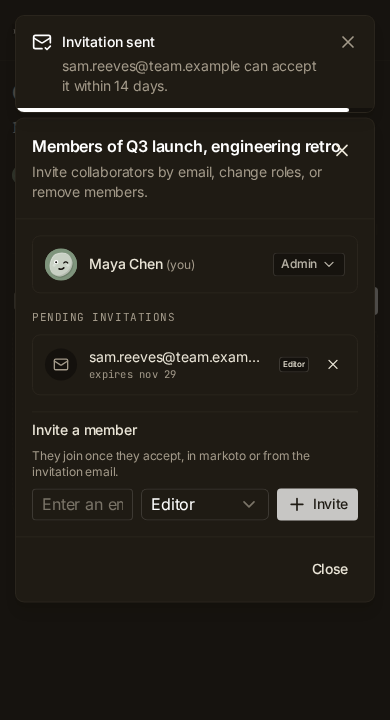 Invitation sent
sam.reeves@team.example can accept
it within 14 days.
Members of Q3 launch, engineering retro
Invite collaborators by email, change roles, or
remove members.
Maya Chen (you)
Admin
PENDING INVITATIONS
sam.reeves@team.exam...
expires nov 29
Editor
Invite a member
They join once they accept, in markoto or from the
invitation email.
Enter an en
Editor
Invite
Close